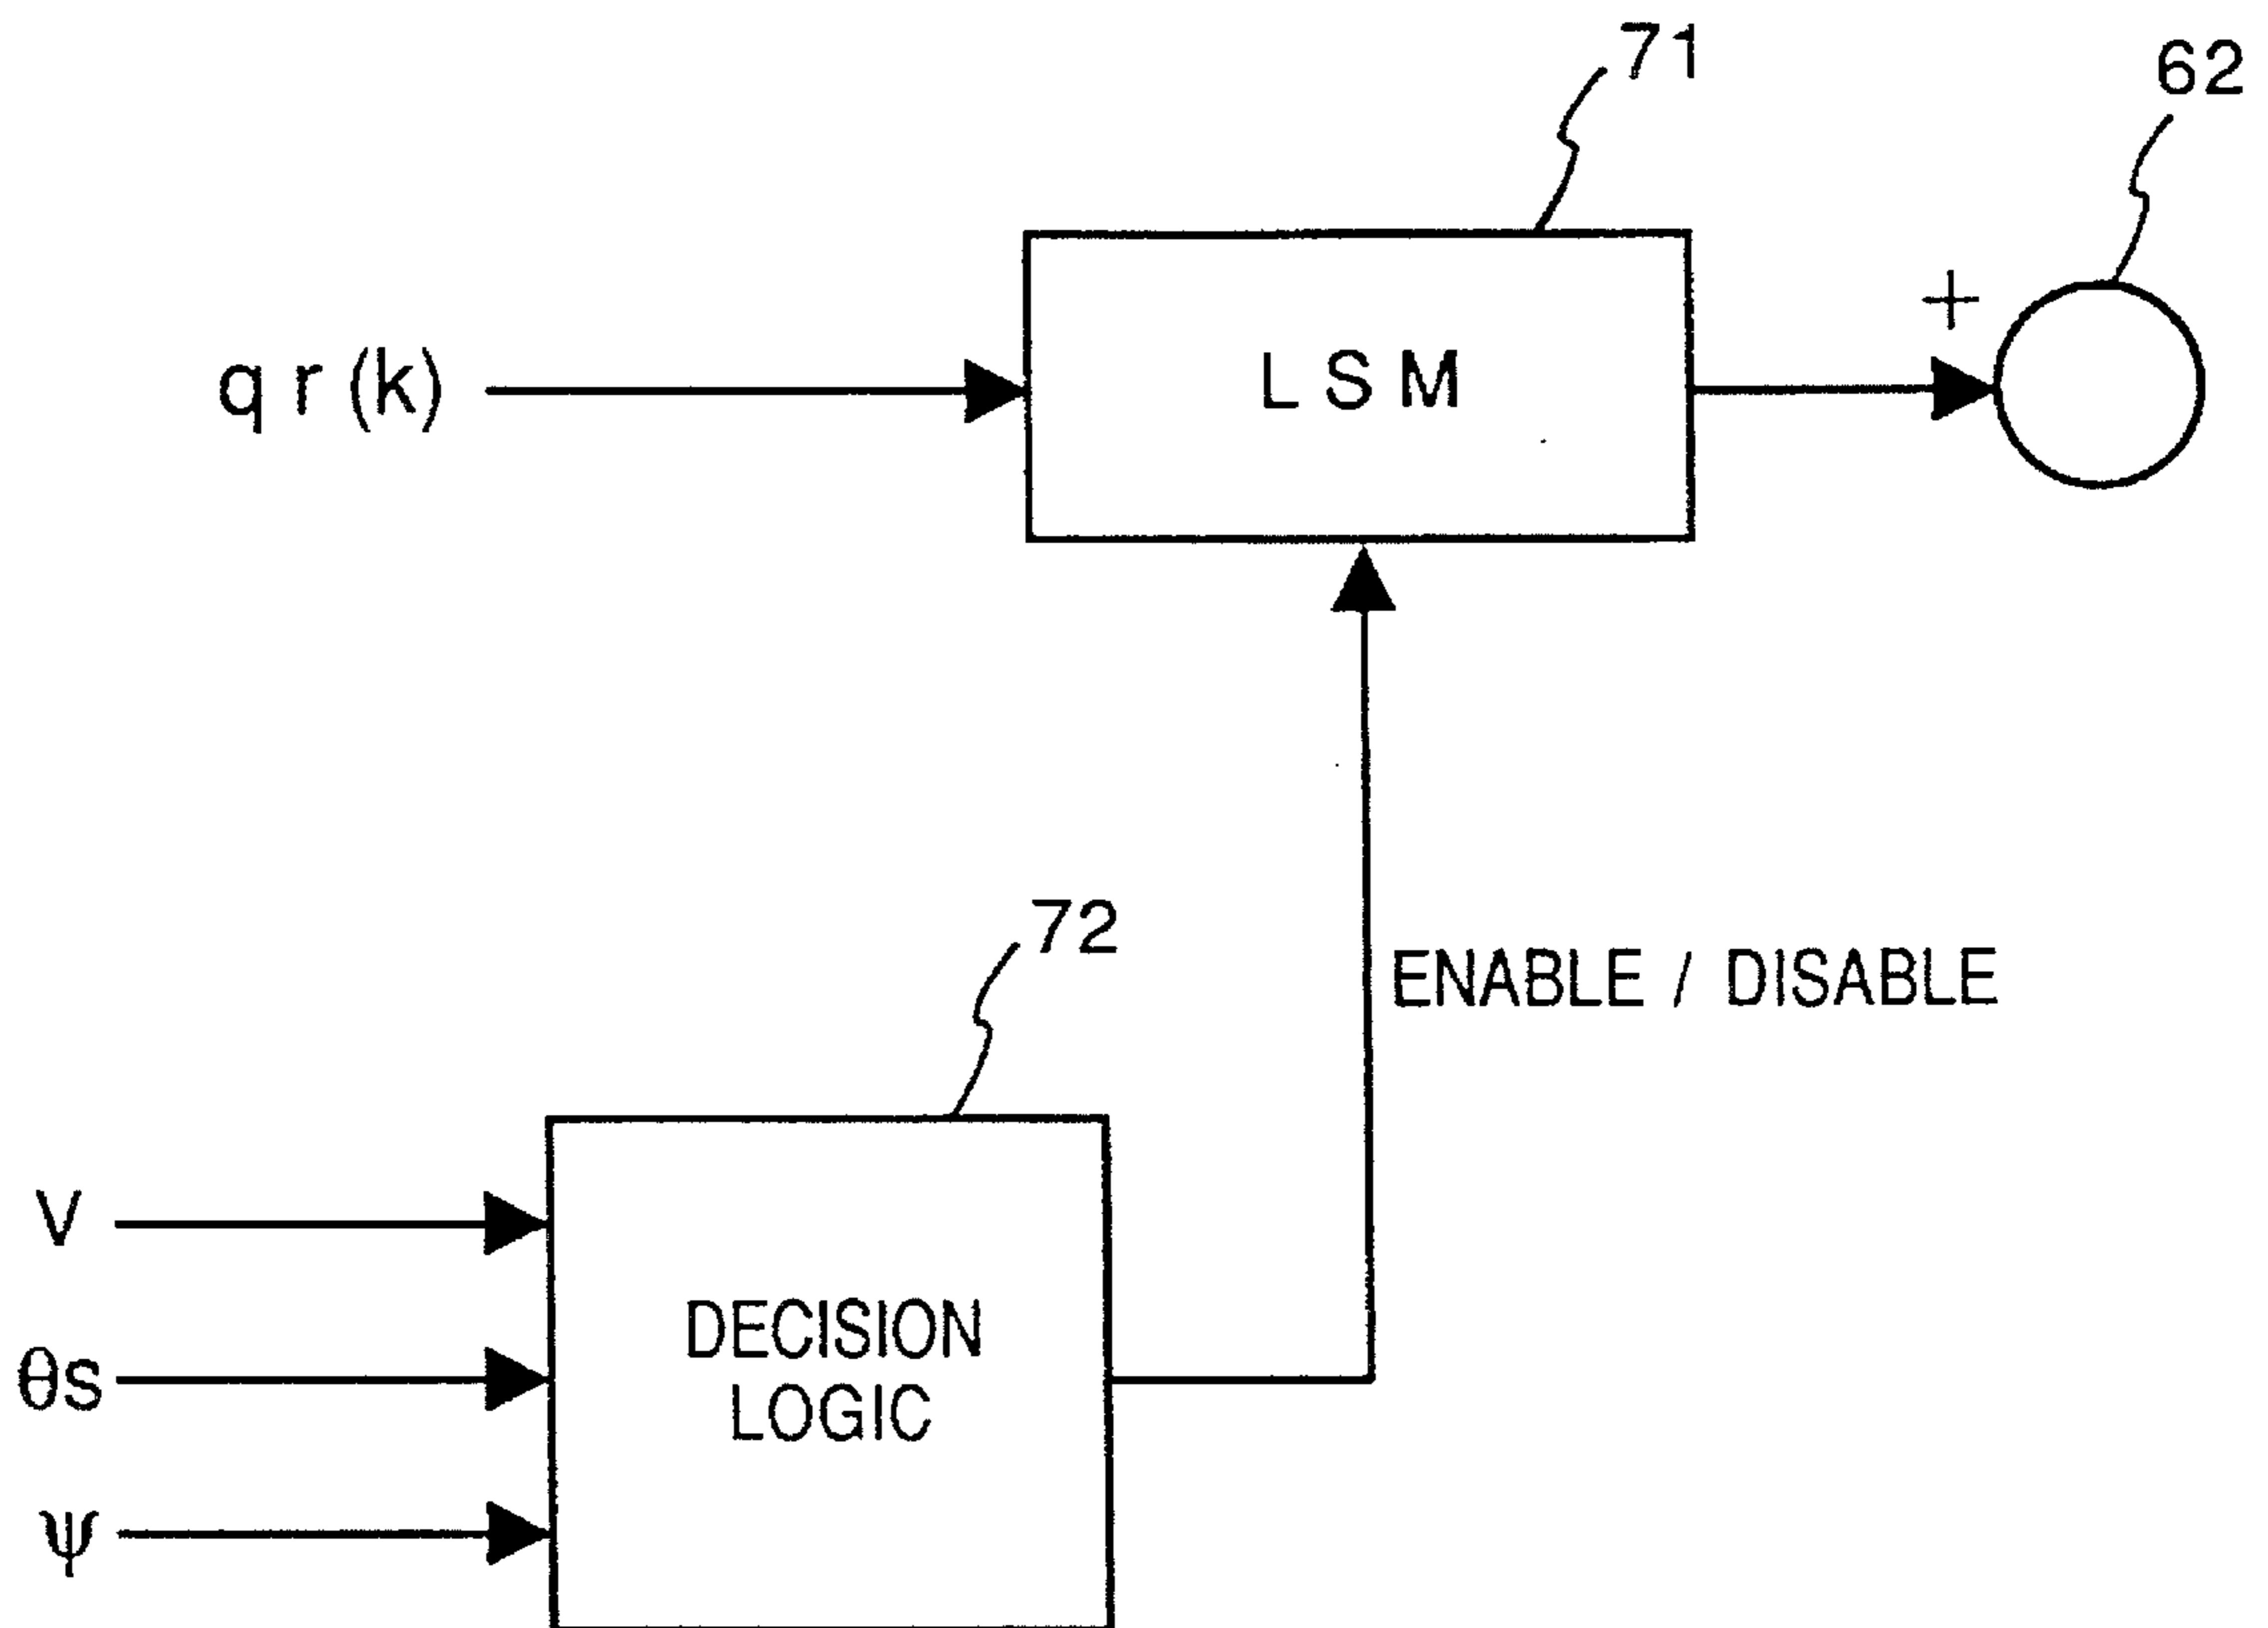 71
62
+
q r (k)
L S M
72
ENABLE / DISABLE
V
DECISION
LOGIC
θs
ψ